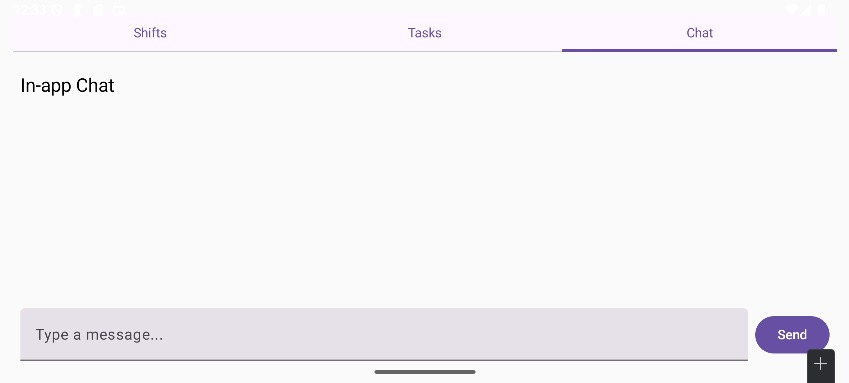 Shifts
Tasks
Chat
In-app Chat
Type a message...
Send